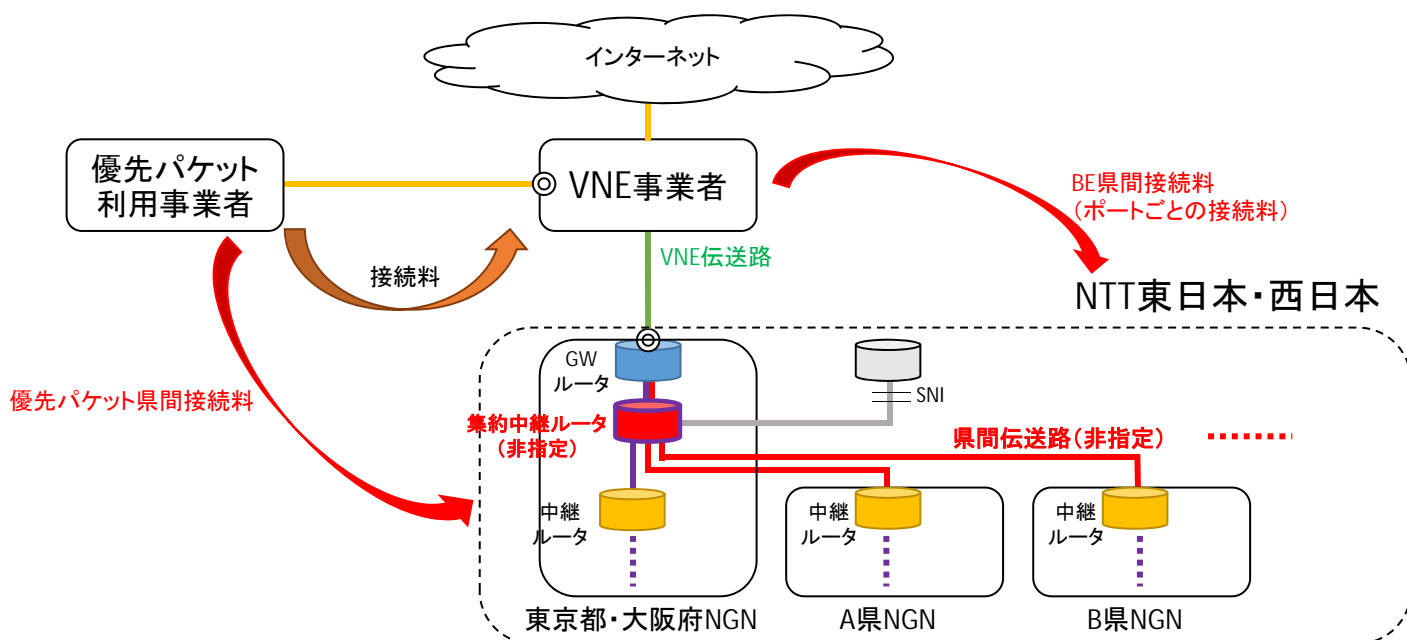 インターネット
優先パケット
利用事業者
VNE事業者
BE県間接続料
(ポートごとの接続料)
接続料
VNE伝送路
NTT東日本・西日本
優先パケット県間接続料
GW
ルータ
SNI
集約中継ルータ
(非指定)
県間伝送路(非指定)
中継
ルータ
中継
ルータ
中継
ルータ
東京都・大阪府NGN
A県NGN
B県NGN